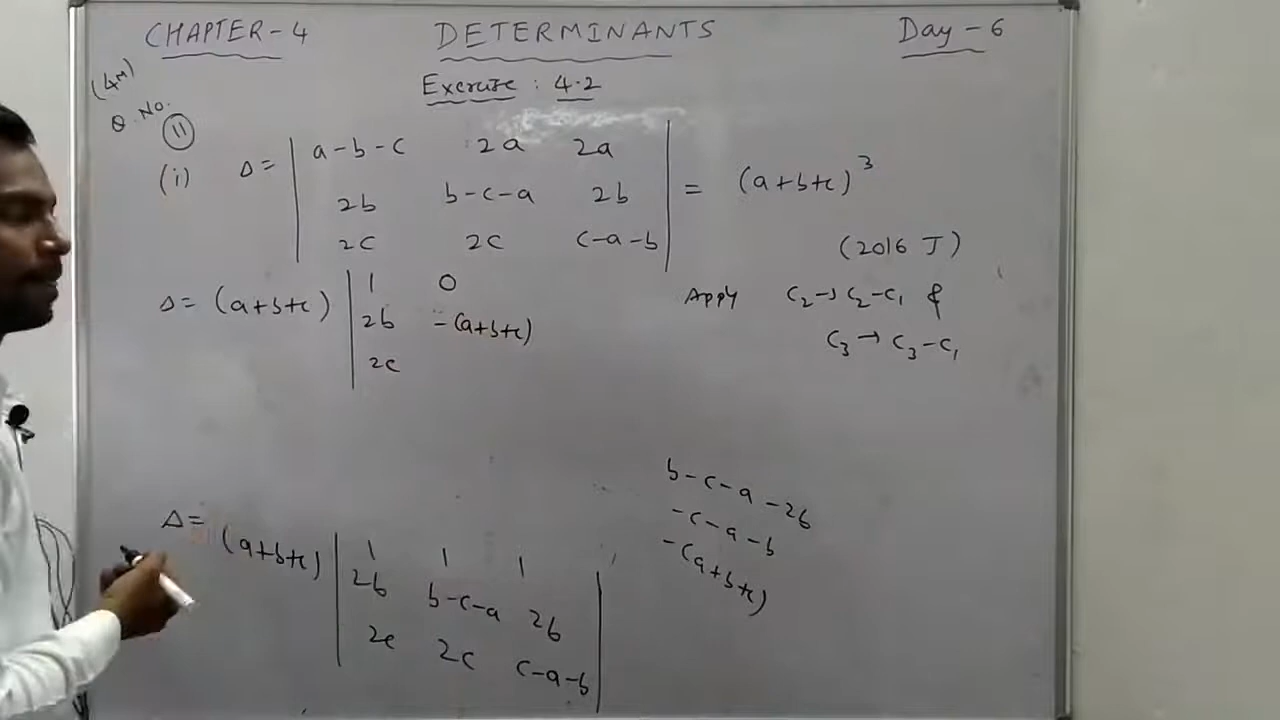 CHAPTER-4 DETERMINANTS Day-6
(4M) Exercise : 4.2
Q. No. 11
(i) Δ= | a-b-c 2a 2a |
| 2b b-c-a 2b | = (a+b+c)^3
| 2c 2c c-a-b | (2016 J)
Δ= (a+b+c) | 1 0 Apply C2→C2-C1 &
| 2b -(a+b+c) C3→C3-C1
| 2c
b-c-a-2b
-c-a-b
-(a+b+c)
Δ= (a+b+c) | 1 1 1 |
| 2b b-c-a 2b |
| 2c 2c c-a-b |